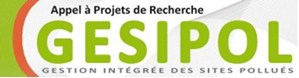 Appel à Projets de Recherche
GESIPOL
GESTION INTÉGRÉE DES SITES POLLUÉS